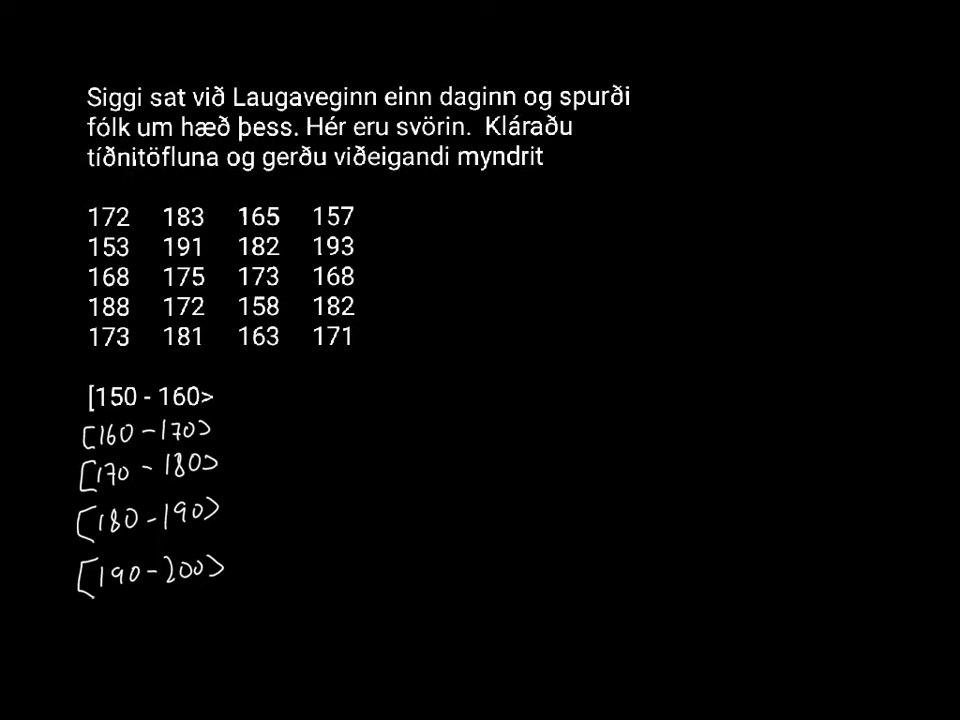 Siggi sat við Laugaveginn einn daginn og spurði
fólk um hæð þess. Hér eru svörin. Kláraðu
tíðnitöfluna og gerðu viðeigandi myndrit
172 183 165 157
153 191 182 193
168 175 173 168
188 172 158 182
173 181 163 171
[150 - 160>
[160 - 170>
[170 - 180>
[180 - 190>
[190 - 200>